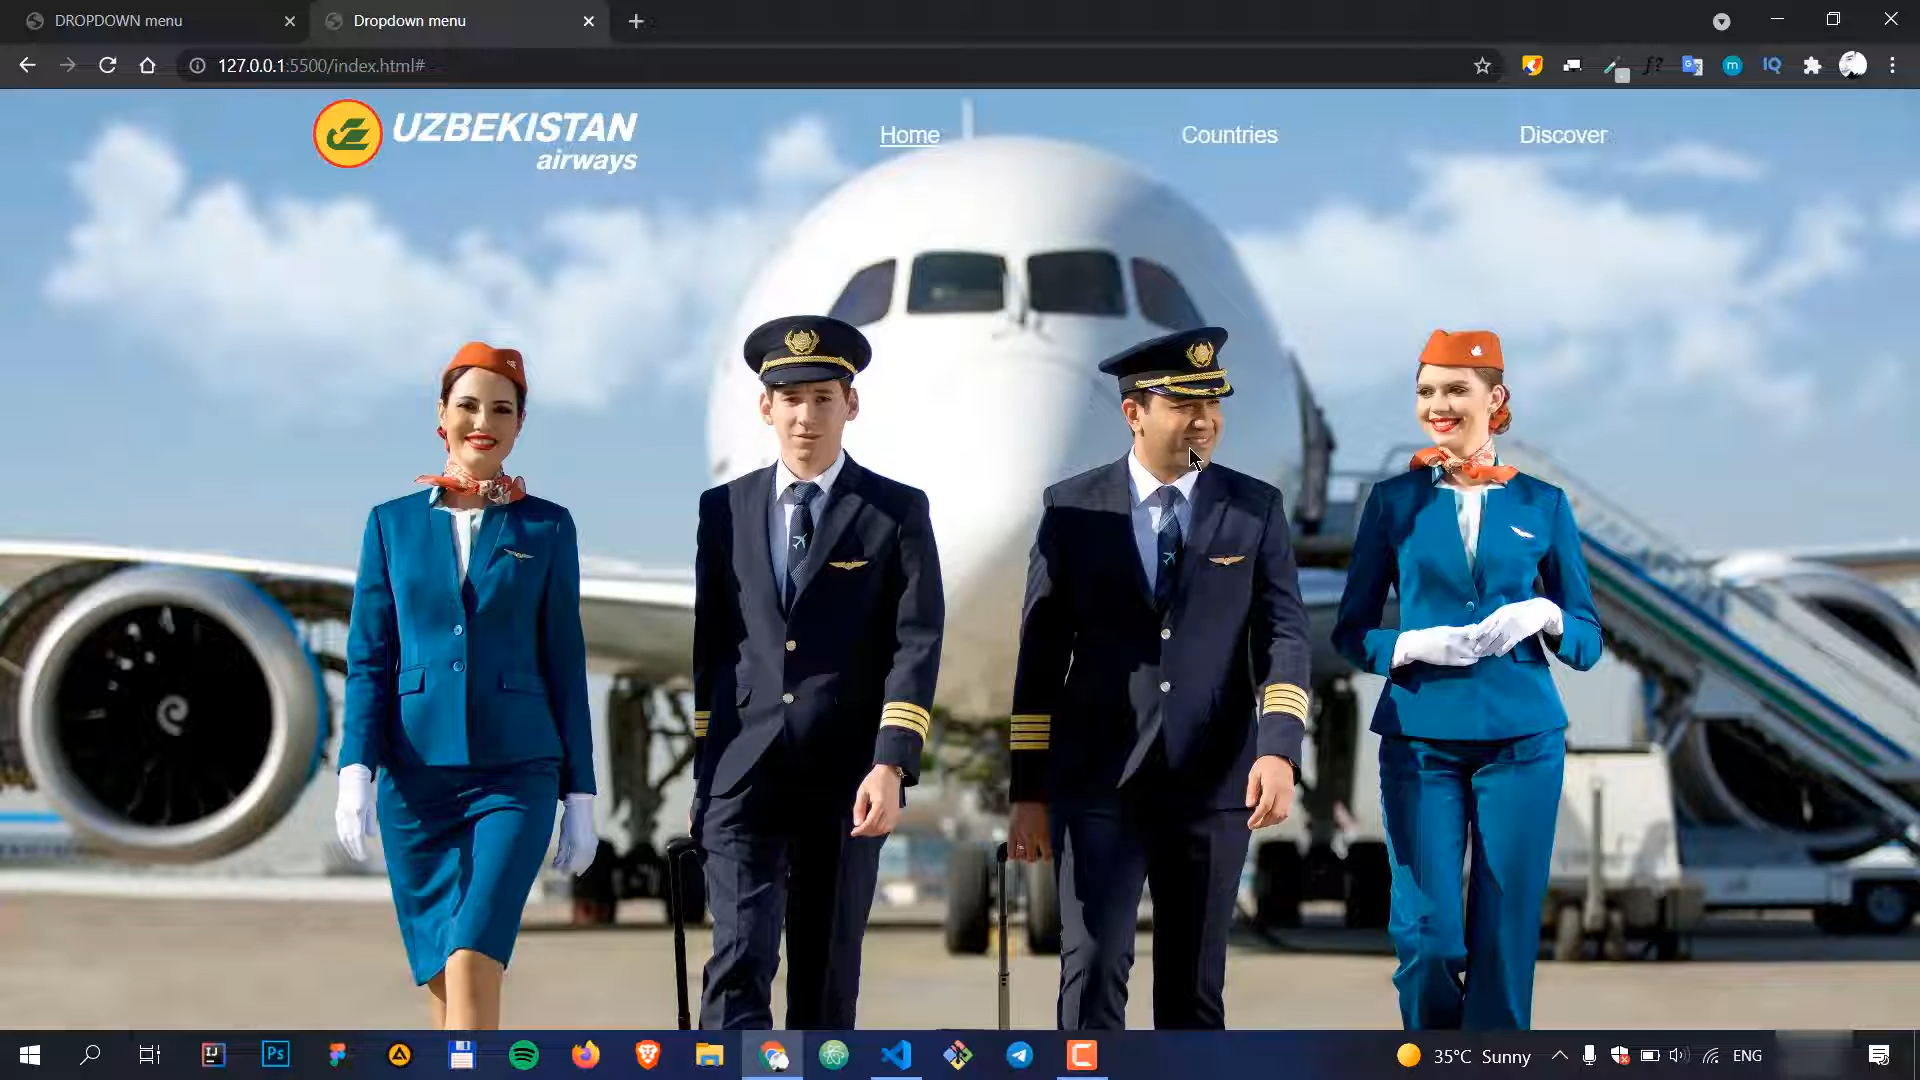 DROPDOWN menu
Dropdown menu
127.0.0.1:5500/index.html#
UZBEKISTAN
airways
Home
Countries
Discover
35°C Sunny
ENG